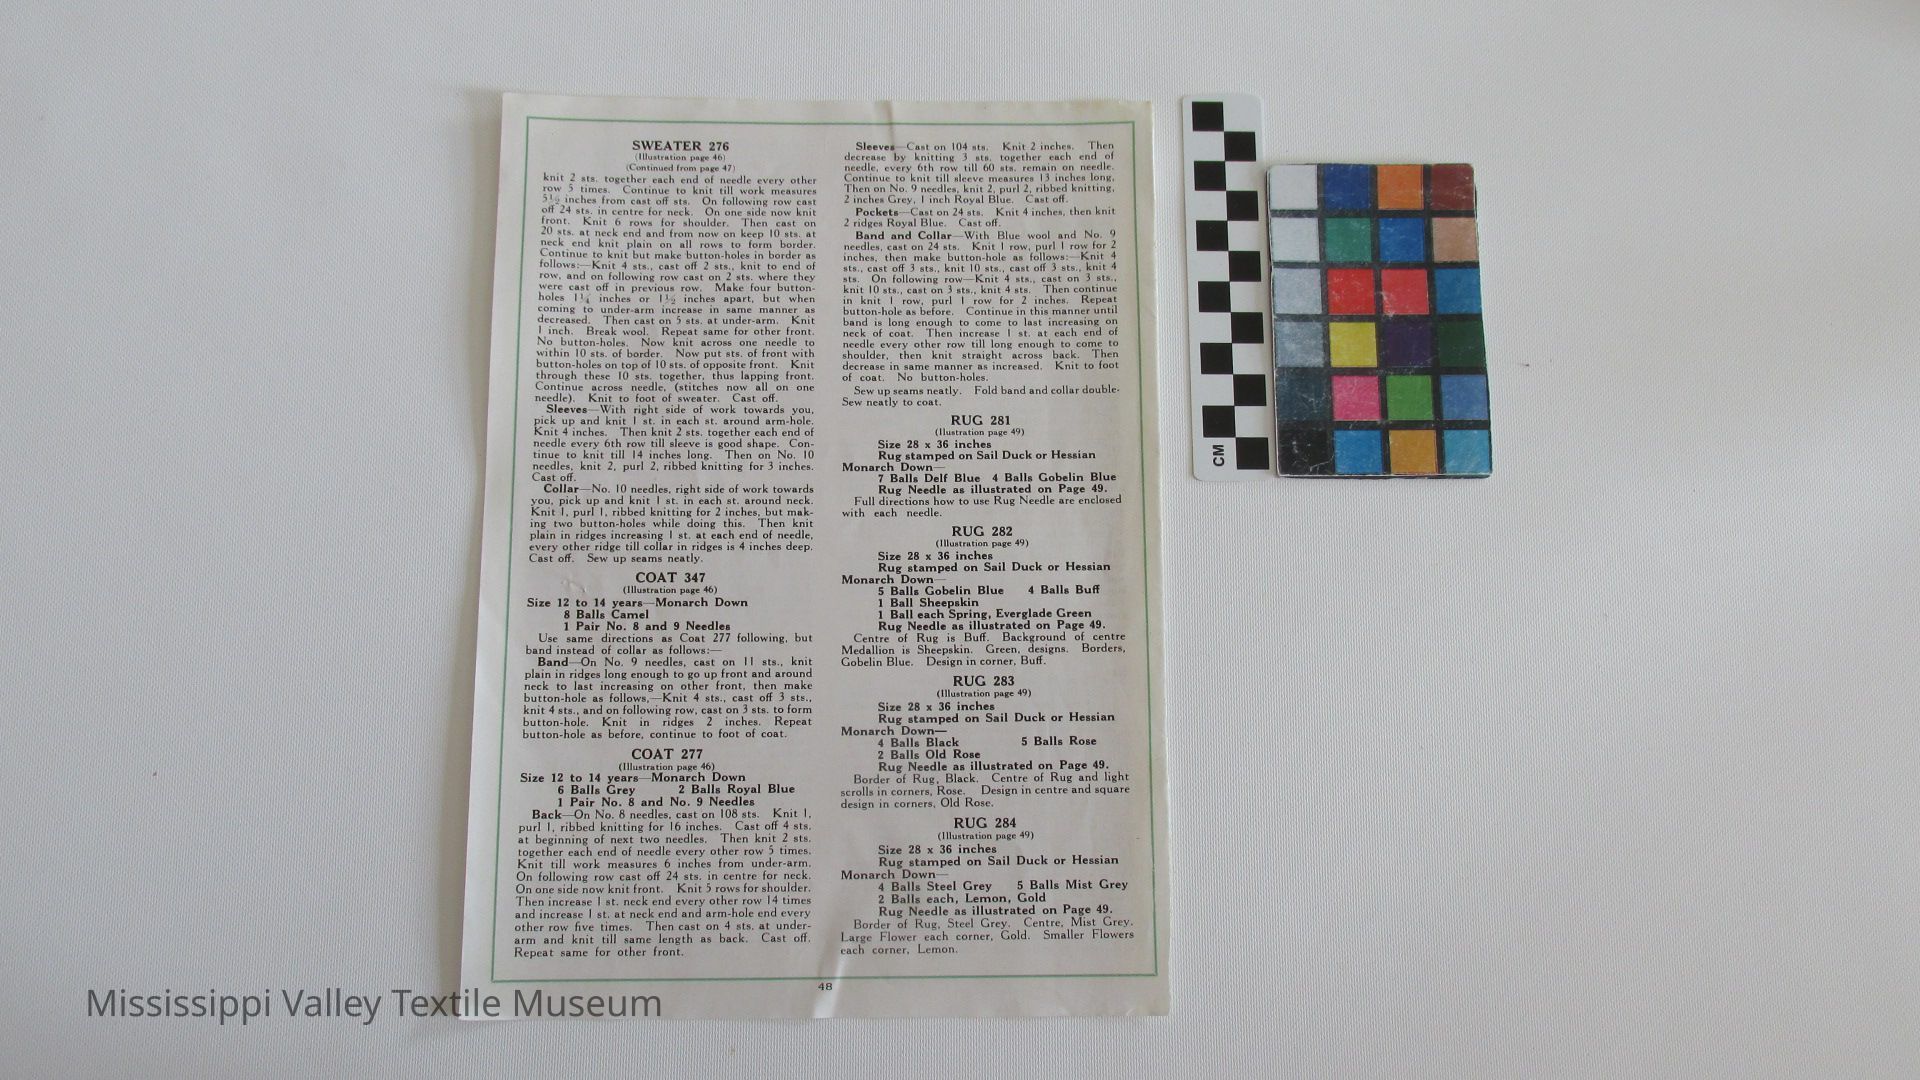 SWEATER 276
(Illustration page 46)
(Continued from page 47)
knit 2 sts. together each end of needle every other
row 5 times. Continue to knit till work measures
5½ inches from cast off sts. On following row cast
off 24 sts. in centre for neck. On one side now knit
front. Knit 6 rows for shoulder. Then cast on
20 sts. at neck end and from now on keep 10 sts. at
neck end knit plain on all rows to form border.
Continue to knit but make button-holes in border as
follows:—Knit 4 sts., cast off 2 sts., knit to end of
row, and on following row cast on 2 sts. where they
were cast off in previous row. Make four button-
holes 1¼ inches or 1½ inches apart, but when
coming to under-arm increase in same manner as
decreased. Then cast on 5 sts. at under-arm. Knit
1 inch. Break wool. Repeat same for other front.
No button-holes. Now knit across one needle to
within 10 sts. of border. Now put sts. of front with
button-holes on top of 10 sts. of opposite front. Knit
through these 10 sts. together, thus lapping front.
Continue across needle, (stitches now all on one
needle). Knit to foot of sweater. Cast off.
Sleeves—With right side of work towards you,
pick up and knit 1 st. in each st. around arm-hole.
Knit 4 inches. Then knit 2 sts. together each end of
needle every 6th row till sleeve is good shape. Con-
tinue to knit till 14 inches long. Then on No. 10
needles, knit 2, purl 2, ribbed knitting for 3 inches.
Cast off.
Collar—No. 10 needles, right side of work towards
you, pick up and knit 1 st. in each st. around neck.
Knit 1, purl 1, ribbed knitting for 2 inches, but mak-
ing two button-holes while doing this. Then knit
plain in ridges increasing 1 st. at each end of needle,
every other ridge till collar in ridges is 4 inches deep.
Cast off. Sew up seams neatly.
COAT 347
(Illustration page 46)
Size 12 to 14 years—Monarch Down
8 Balls Camel
1 Pair No. 8 and 9 Needles
Use same directions as Coat 277 following, but
band instead of collar as follows:—
Band—On No. 9 needles, cast on 11 sts., knit
plain in ridges long enough to go up front and around
neck to last increasing on other front, then make
button-hole as follows,—Knit 4 sts., cast off 3 sts.,
knit 4 sts., and on following row, cast on 3 sts. to form
button-hole. Knit in ridges 2 inches. Repeat
button-hole as before, continue to foot of coat.
COAT 277
(Illustration page 46)
Size 12 to 14 years—Monarch Down
6 Balls Grey 2 Balls Royal Blue
1 Pair No. 8 and No. 9 Needles
Back—On No. 8 needles, cast on 108 sts. Knit 1,
purl 1, ribbed knitting for 16 inches. Cast off 4 sts.
at beginning of next two needles. Then knit 2 sts.
together each end of needle every other row 5 times.
Knit till work measures 6 inches from under-arm.
On following row cast off 24 sts. in centre for neck.
On one side now knit front. Knit 5 rows for shoulder.
Then increase 1 st. neck end every other row 14 times
and increase 1 st. at neck end and arm-hole end every
other row five times. Then cast on 4 sts. at under-
arm and knit till same length as back. Cast off.
Repeat same for other front.
Sleeves—Cast on 104 sts. Knit 2 inches. Then
decrease by knitting 3 sts. together each end of
needle, every 6th row till 60 sts. remain on needle.
Continue to knit till sleeve measures 13 inches long,
Then on No. 9 needles, knit 2, purl 2, ribbed knitting,
2 inches Grey, 1 inch Royal Blue. Cast off.
Pockets—Cast on 24 sts. Knit 4 inches, then knit
2 ridges Royal Blue. Cast off.
Band and Collar—With Blue wool and No. 9
needles, cast on 24 sts. Knit 1 row, purl 1 row for 2
inches, then make button-hole as follows:—Knit 4
sts., cast off 3 sts., knit 10 sts., cast off 3 sts., knit 4
sts. On following row—Knit 4 sts., cast on 3 sts.,
knit 10 sts., cast on 3 sts., knit 4 sts. Then continue
in knit 1 row, purl 1 row for 2 inches. Repeat
button-hole as before. Continue in this manner until
band is long enough to come to last increasing on
neck of coat. Then increase 1 st. at each end of
needle every other row till long enough to come to
shoulder, then knit straight across back. Then
decrease in same manner as increased. Knit to foot
of coat. No button-holes.
Sew up seams neatly. Fold band and collar double-
Sew neatly to coat.
RUG 281
(Illustration page 49)
Size 28 x 36 inches
Rug stamped on Sail Duck or Hessian
Monarch Down—
7 Balls Delf Blue 4 Balls Gobelin Blue
Rug Needle as illustrated on Page 49.
Full directions how to use Rug Needle are enclosed
with each needle.
RUG 282
(Illustration page 49)
Size 28 x 36 inches
Rug stamped on Sail Duck or Hessian
Monarch Down—
5 Balls Gobelin Blue 4 Balls Buff
1 Ball Sheepskin
1 Ball each Spring, Everglade Green
Rug Needle as illustrated on Page 49.
Centre of Rug is Buff. Background of centre
Medallion is Sheepskin. Green, designs. Borders,
Gobelin Blue. Design in corner, Buff.
RUG 283
(Illustration page 49)
Size 28 x 36 inches
Rug stamped on Sail Duck or Hessian
Monarch Down—
4 Balls Black 5 Balls Rose
2 Balls Old Rose
Rug Needle as illustrated on Page 49.
Border of Rug, Black. Centre of Rug and light
scrolls in corners, Rose. Design in centre and square
design in corners, Old Rose.
RUG 284
(Illustration page 49)
Size 28 x 36 inches
Rug stamped on Sail Duck or Hessian
Monarch Down—
4 Balls Steel Grey 5 Balls Mist Grey
2 Balls each, Lemon, Gold
Rug Needle as illustrated on Page 49.
Border of Rug, Steel Grey. Centre, Mist Grey.
Large Flower each corner, Gold. Smaller Flowers
each corner, Lemon.
48
CM
Mississippi Valley Textile Museum